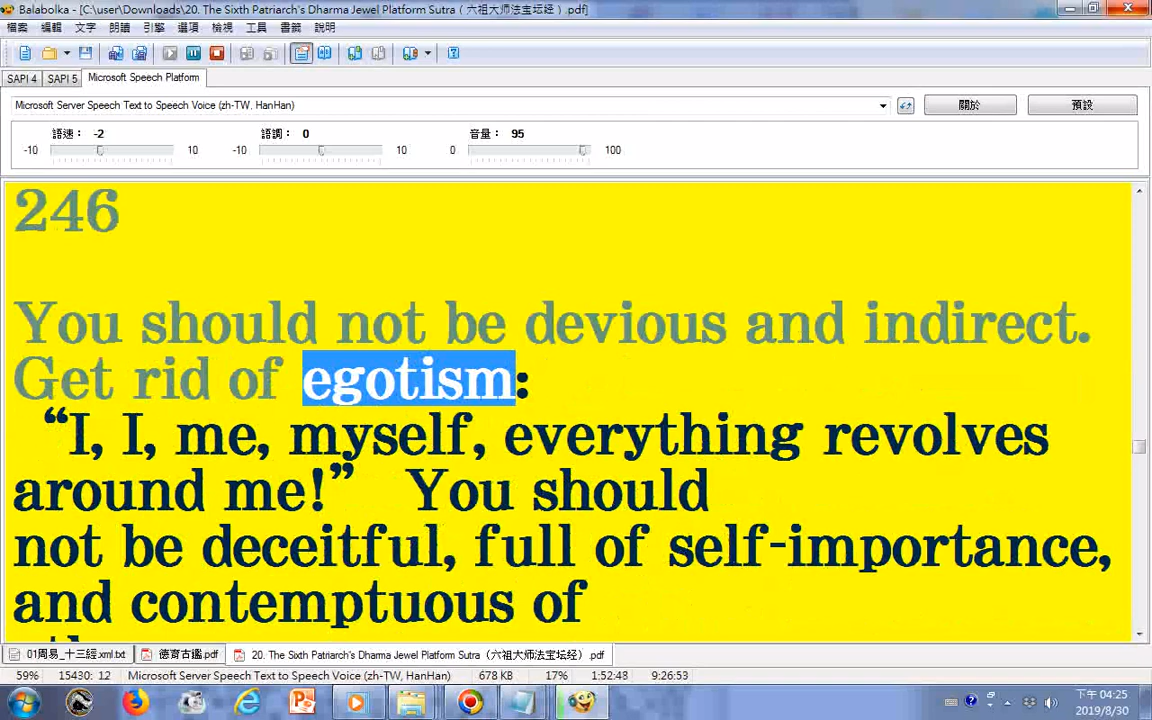 Balabolka - [C:\user\Downloads\20. The Sixth Patriarch's Dharma Jewel Platform Sutra（六祖大师法宝坛经）.pdf]
檔案 編輯 文字 朗讀 引擎 選項 檢視 工具 書籤 說明
SAPI 4 SAPI 5 Microsoft Speech Platform
Microsoft Server Speech Text to Speech Voice (zh-TW, HanHan) 關於 預設
語速： -2 語調： 0 音量： 95
-10 10 -10 10 0 100
246
You should not be devious and indirect.
Get rid of egotism:
“I, I, me, myself, everything revolves
around me!” You should
not be deceitful, full of self-importance,
and contemptuous of
01周易_十三經.xml.txt 德育古鑑.pdf 20. The Sixth Patriarch's Dharma Jewel Platform Sutra（六祖大师法宝坛经）.pdf
59% 15430: 12 Microsoft Server Speech Text to Speech Voice (zh-TW, HanHan) 678 KB 17% 1:52:48 9:26:53
下午 04:25
2019/8/30